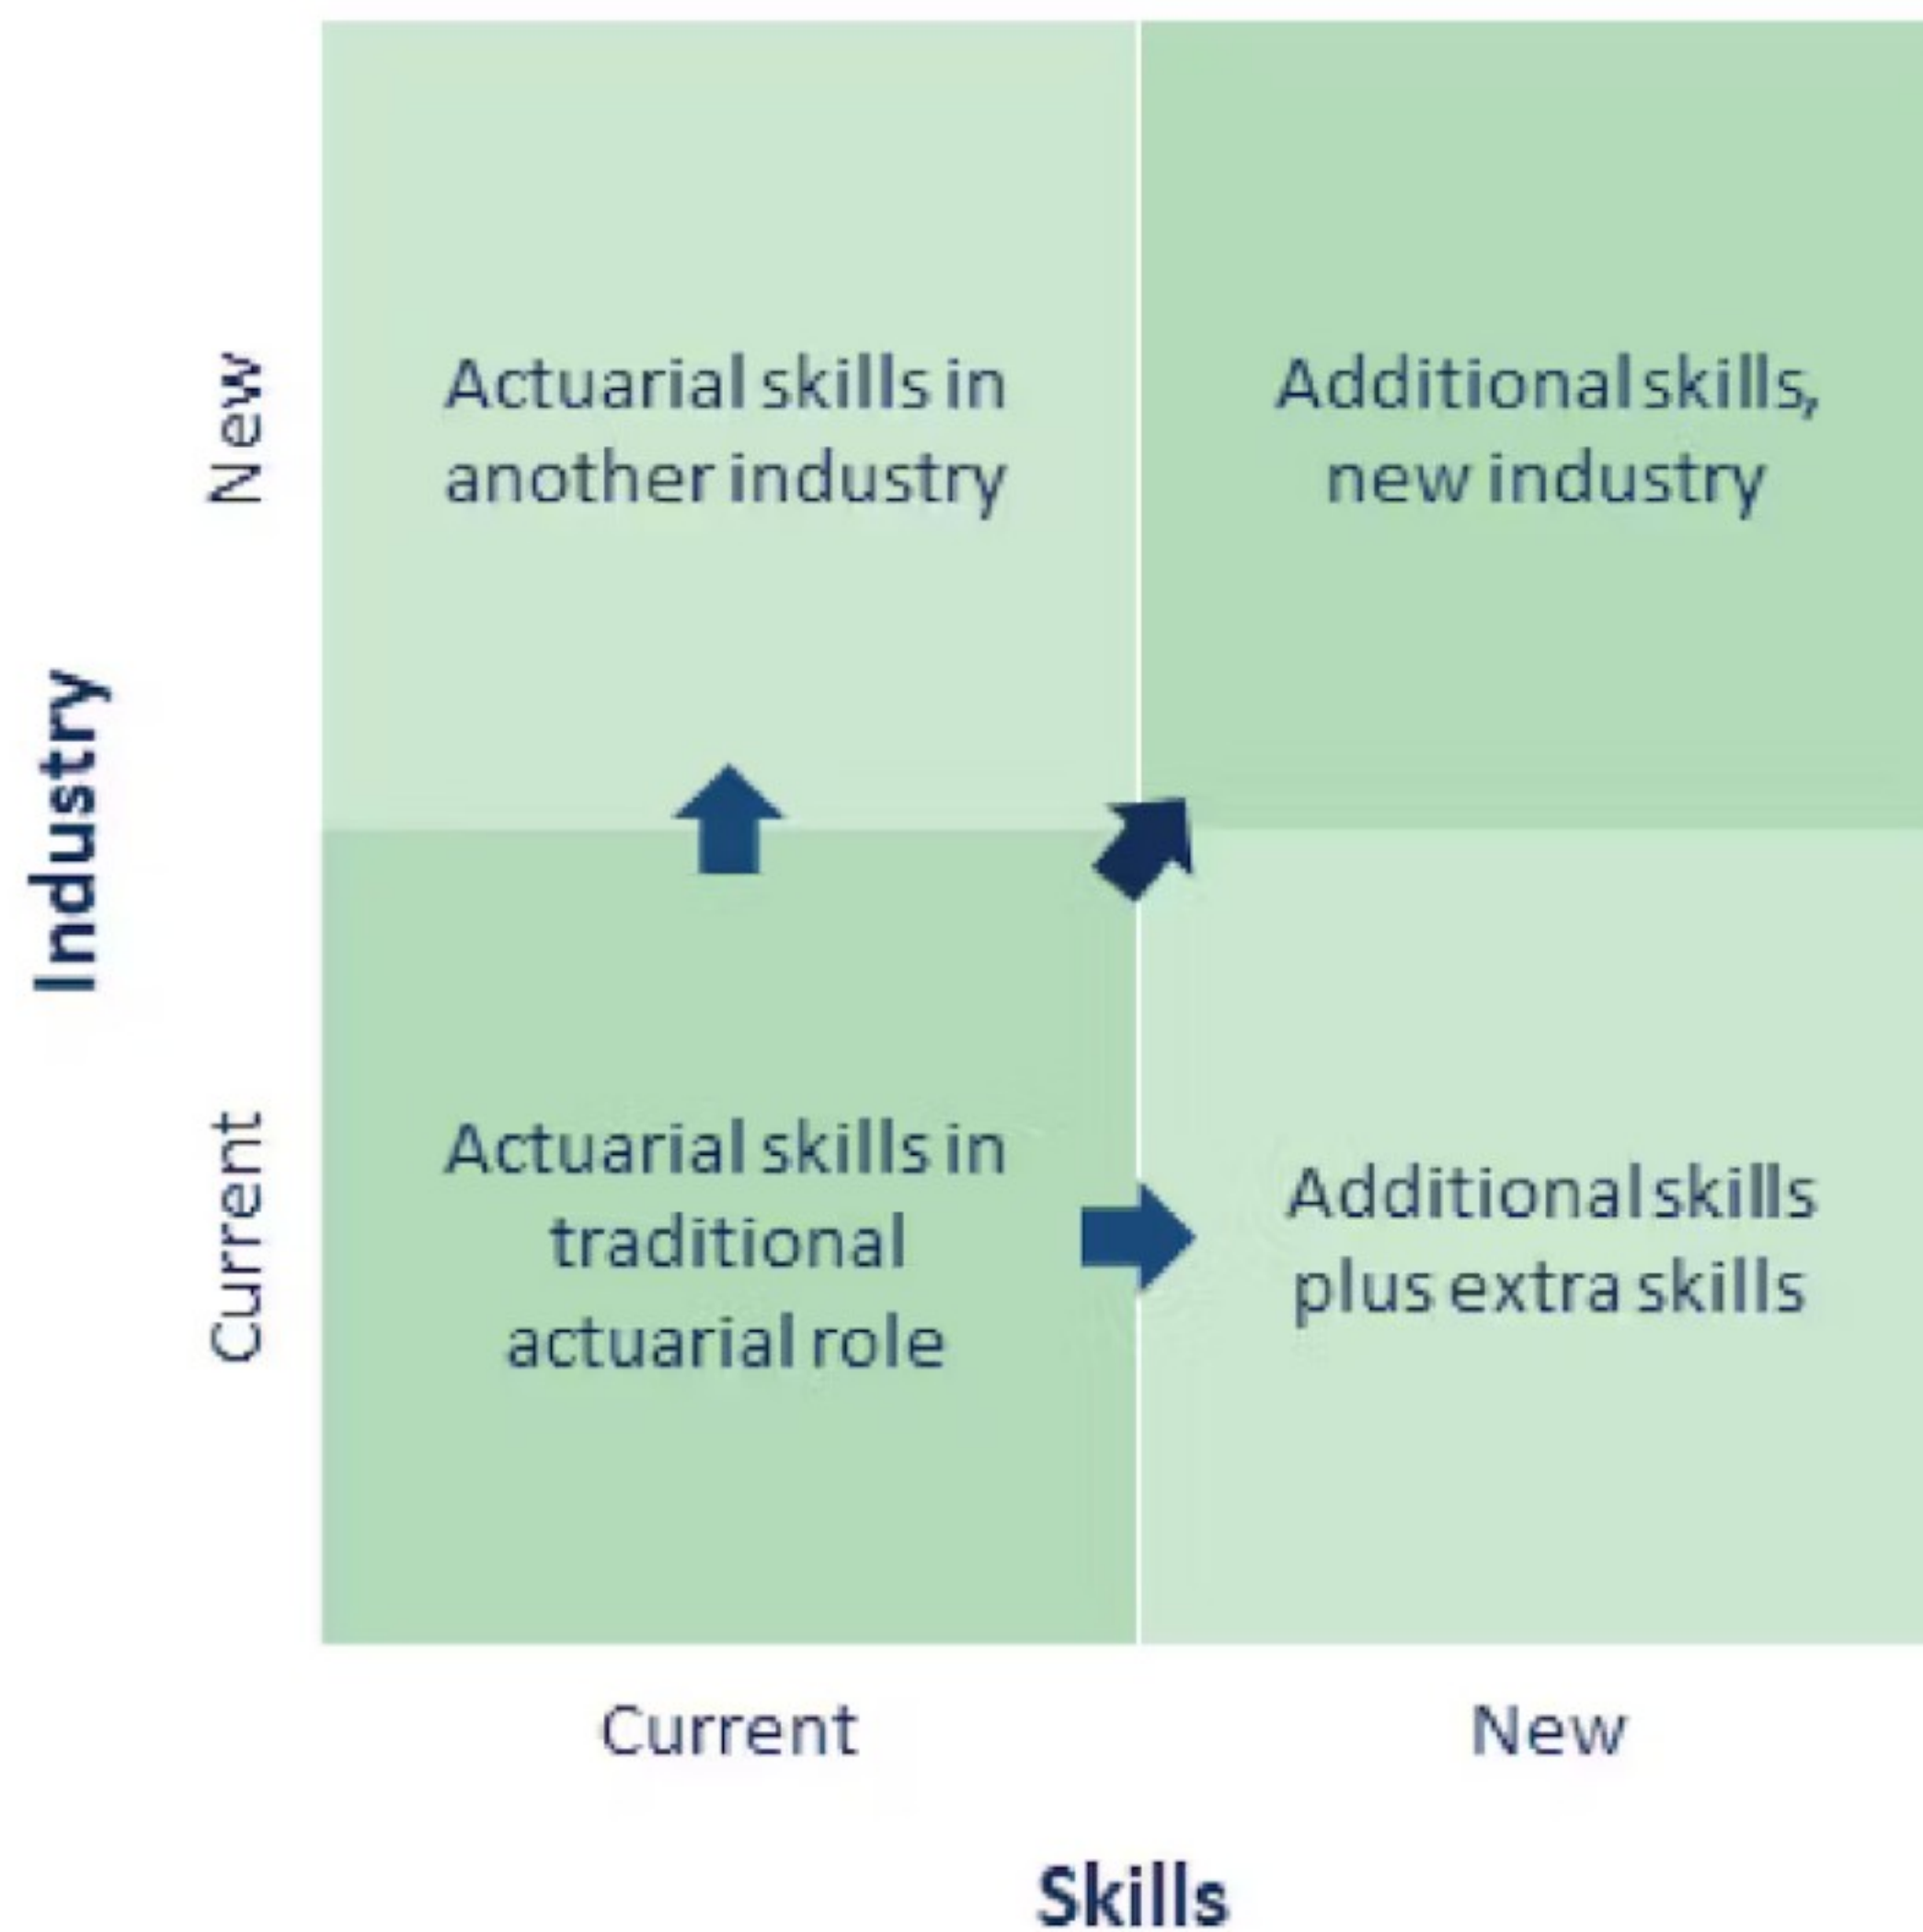 New
Actuarial skills in
another industry
Additional skills,
new industry
Industry
Current
Actuarial skills in
traditional
actuarial role
Additional skills
plus extra skills
Current
New
Skills